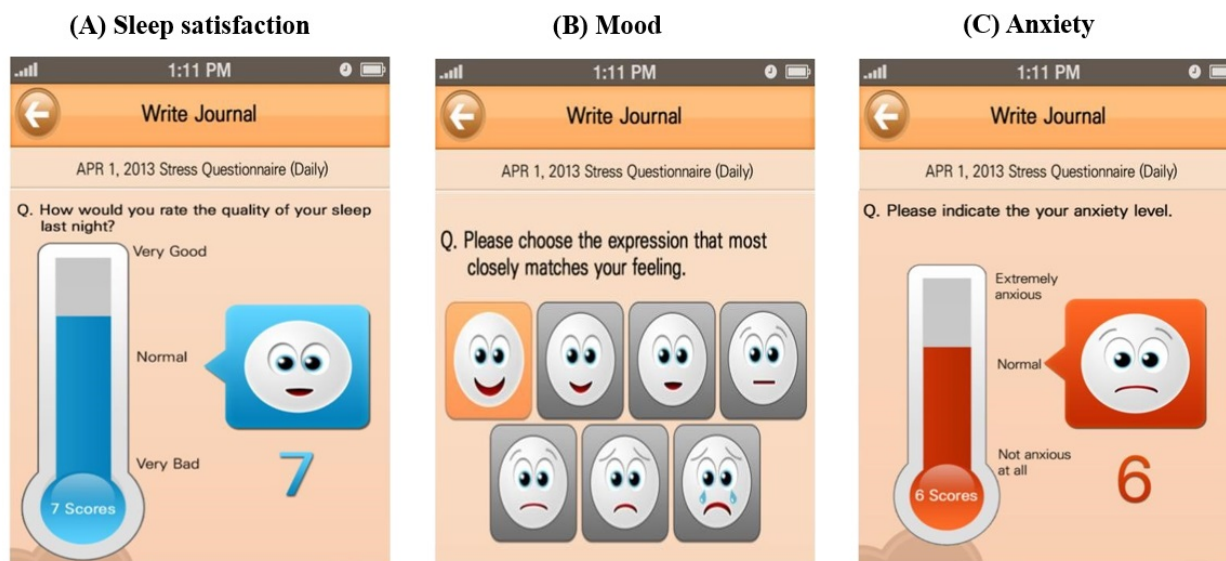 (A) Sleep satisfaction
1:11 PM
Write Journal
APR 1, 2013 Stress Questionnaire (Daily)
Q. How would you rate the quality of your sleep
last night?
Very Good
Normal
Very Bad
7 Scores
7
(B) Mood
1:11 PM
Write Journal
APR 1, 2013 Stress Questionnaire (Daily)
Q. Please choose the expression that most
closely matches your feeling.
(C) Anxiety
1:11 PM
Write Journal
APR 1, 2013 Stress Questionnaire (Daily)
Q. Please indicate the your anxiety level.
Extremely
anxious
Normal
Not anxious
at all
6 Scores
6